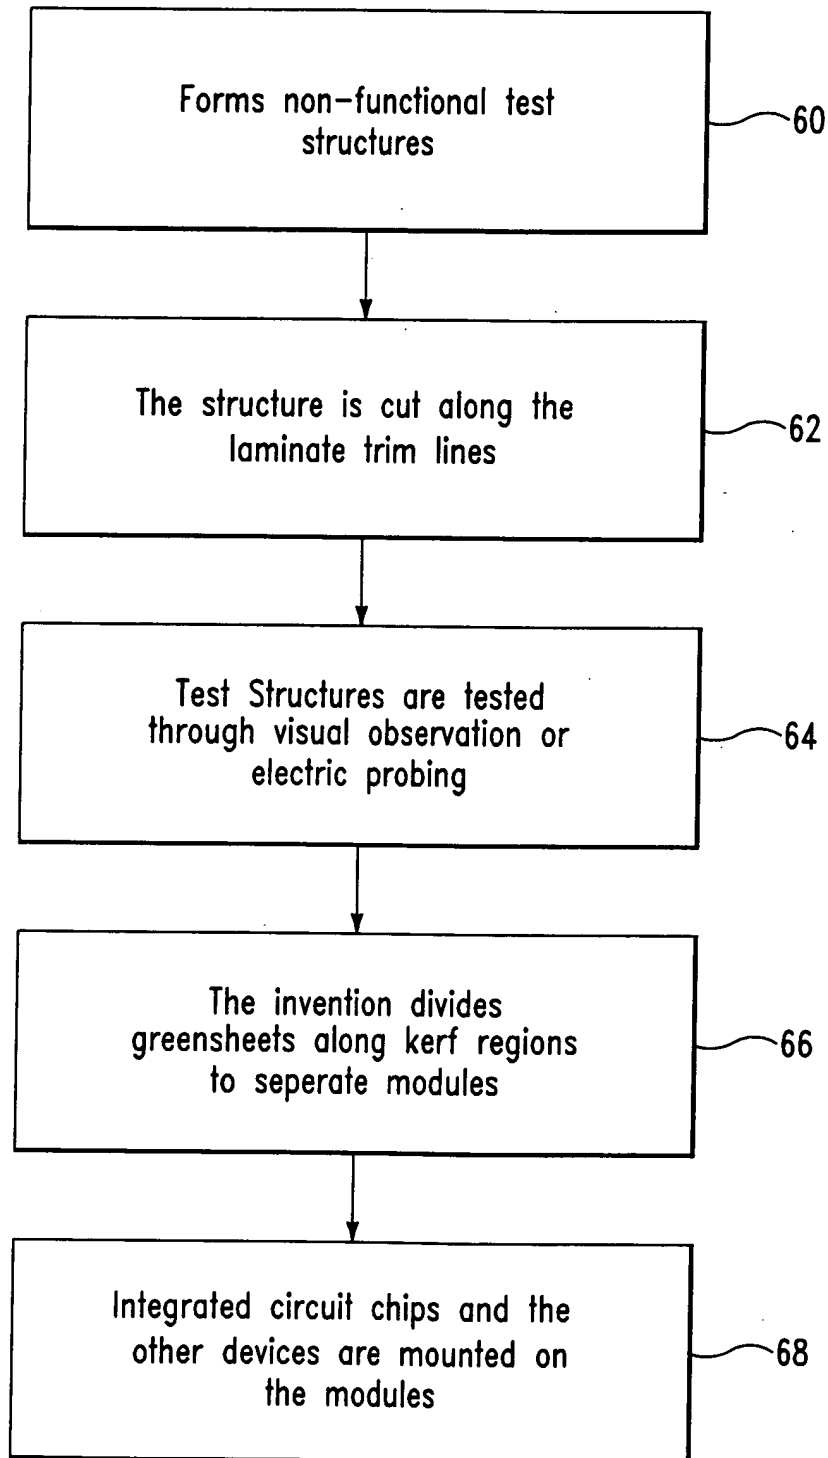 Forms non-functional test
structures
60
The structure is cut along the
laminate trim lines
62
Test Structures are tested
through visual observation or
electric probing
64
The invention divides
greensheets along kerf regions
to seperate modules
66
Integrated circuit chips and the
other devices are mounted on
the modules
68